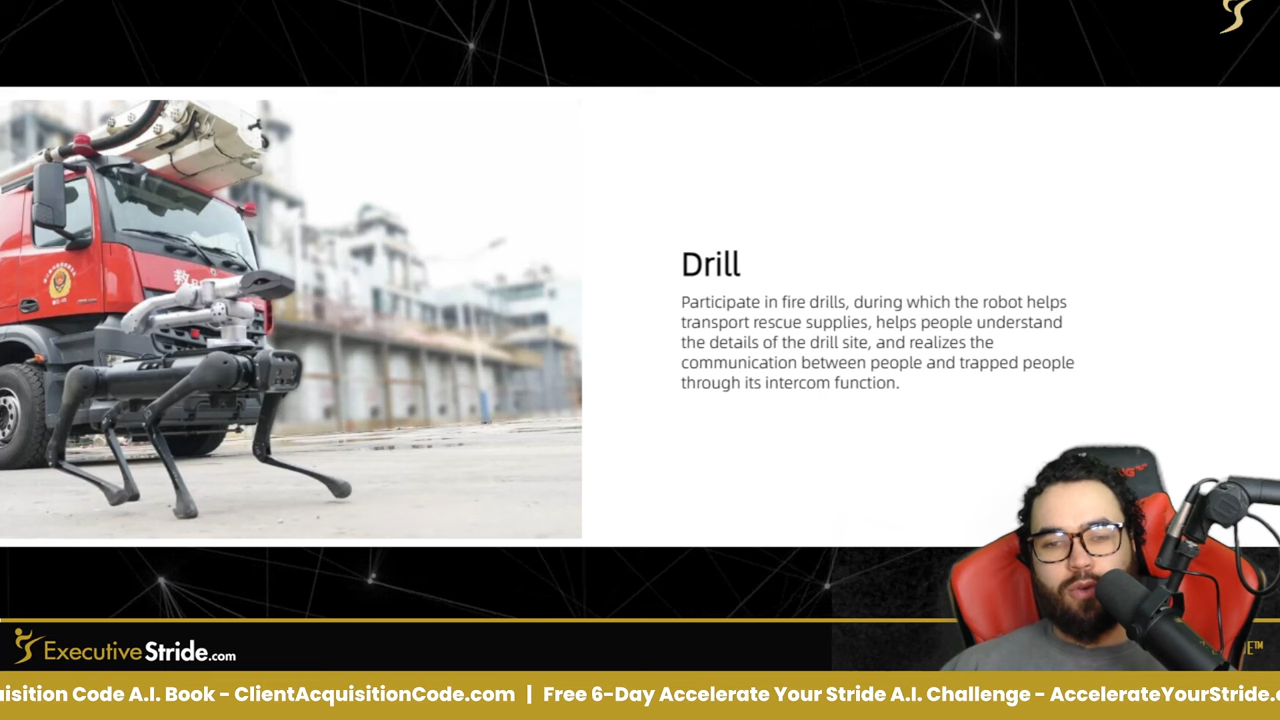 Drill
Participate in fire drills, during which the robot helps
transport rescue supplies, helps people understand
the details of the drill site, and realizes the
communication between people and trapped people
through its intercom function.
救
ExecutiveStride.com
isition Code A.I. Book - ClientAcquisitionCode.com | Free 6-Day Accelerate Your Stride A.I. Challenge - AccelerateYourStride.